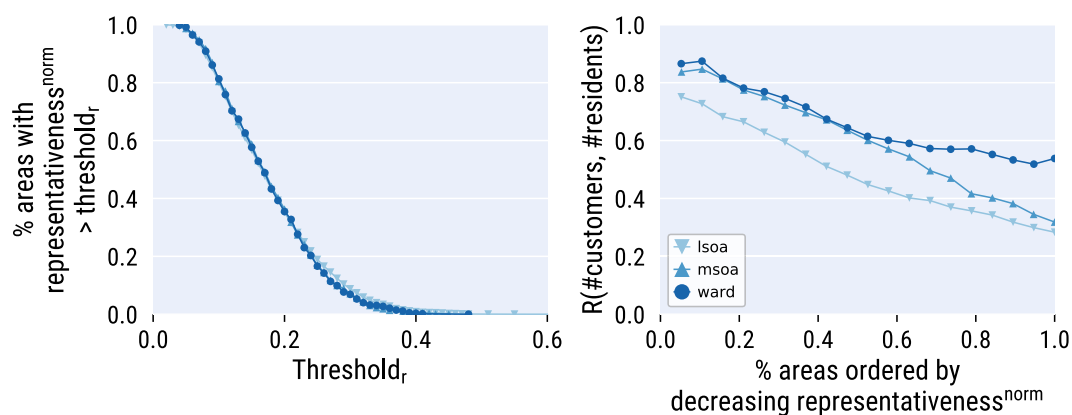 % areas with
representativeness^norm
> threshold_r
1.0
0.8
0.6
0.4
0.2
0.0
0.0 0.2 0.4 0.6
Threshold_r
R(#customers, #residents)
1.0
0.8
0.6
0.4
0.2
0.0
lsoa
msoa
ward
0.0 0.2 0.4 0.6 0.8 1.0
% areas ordered by
decreasing representativeness^norm